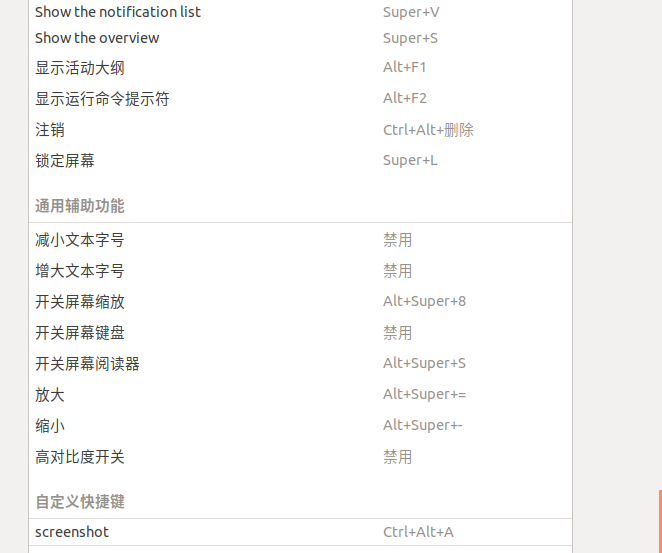 Show the notification list Super+V
Show the overview Super+S
显示活动大纲 Alt+F1
显示运行命令提示符 Alt+F2
注销 Ctrl+Alt+删除
锁定屏幕 Super+L
通用辅助功能
减小文本字号 禁用
增大文本字号 禁用
开关屏幕缩放 Alt+Super+8
开关屏幕键盘 禁用
开关屏幕阅读器 Alt+Super+S
放大 Alt+Super+=
缩小 Alt+Super+-
高对比度开关 禁用
自定义快捷键
screenshot Ctrl+Alt+A